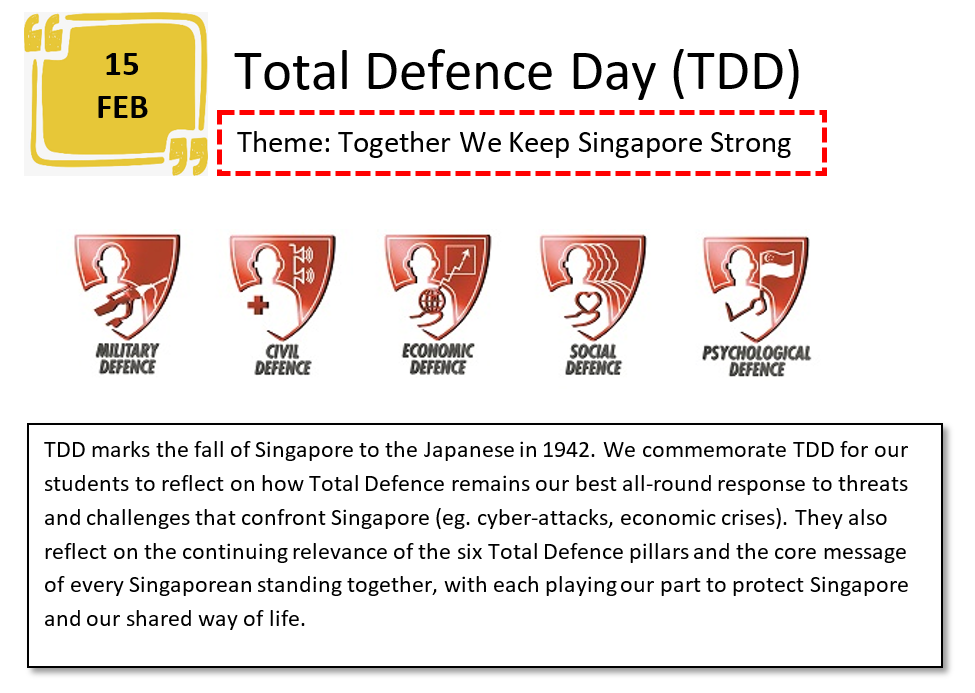 15
FEB
Total Defence Day (TDD)
Theme: Together We Keep Singapore Strong
MILITARY
DEFENCE
CIVIL
DEFENCE
ECONOMIC
DEFENCE
SOCIAL
DEFENCE
PSYCHOLOGICAL
DEFENCE
TDD marks the fall of Singapore to the Japanese in 1942. We commemorate TDD for our
students to reflect on how Total Defence remains our best all-round response to threats
and challenges that confront Singapore (eg. cyber-attacks, economic crises). They also
reflect on the continuing relevance of the six Total Defence pillars and the core message
of every Singaporean standing together, with each playing our part to protect Singapore
and our shared way of life.